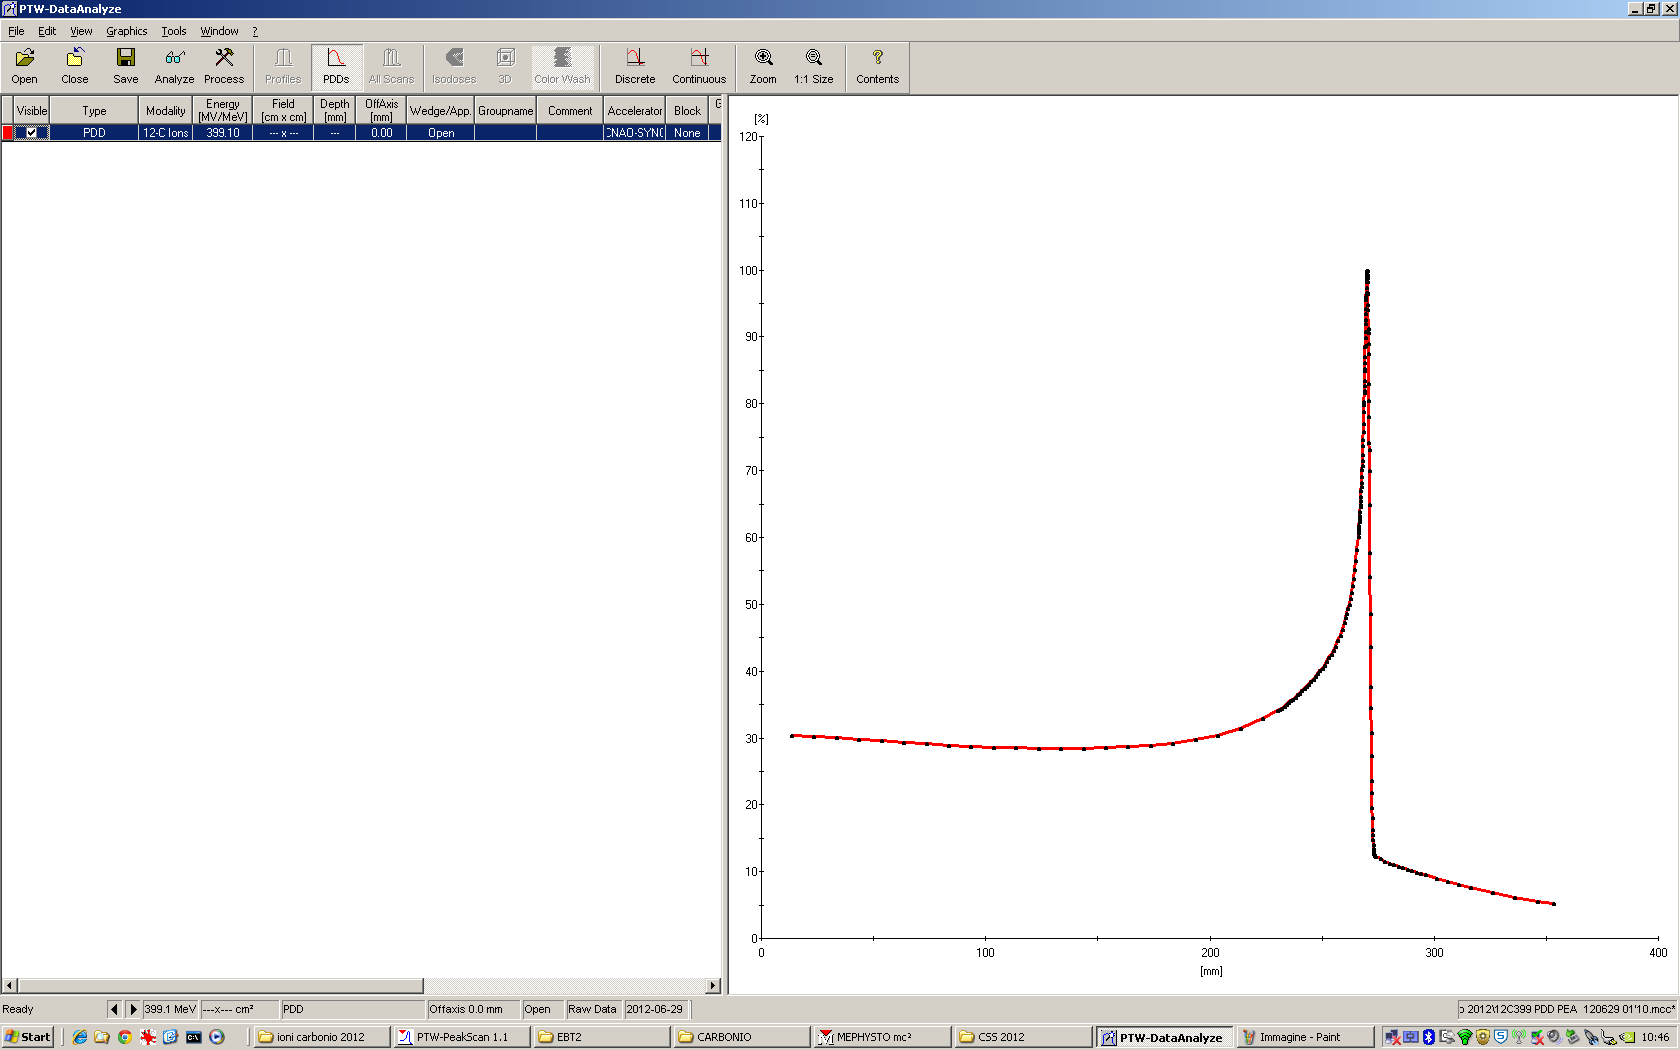 PTW-DataAnalyze
File Edit View Graphics Tools Window ?
Open Close Save Analyze Process Profiles PDDs All Scans Isodoses 3D Color Wash Discrete Continuous Zoom 1:1 Size Contents
Visible Type Modality Energy [MV/MeV] Field [cm x cm] Depth [mm] OffAxis [mm] Wedge/App. Groupname Comment Accelerator Block
PDD 12-C Ions 399.10 --- x --- --- 0.00 Open CNAO-SYNC None
[%]
120
110
100
90
80
70
60
50
40
30
20
10
0
0 100 200 300 400
[mm]
Ready 399.1 MeV ---x--- cm² PDD Offaxis 0.0 mm Open Raw Data 2012-06-29 2012\12C399 PDD PEA 120629 01'10.mcc*
Start ioni carbonio 2012 PTW-PeakScan 1.1 EBT2 CARBONIO MEPHYSTO mc² CSS 2012 PTW-DataAnalyze Immagine - Paint 10:46